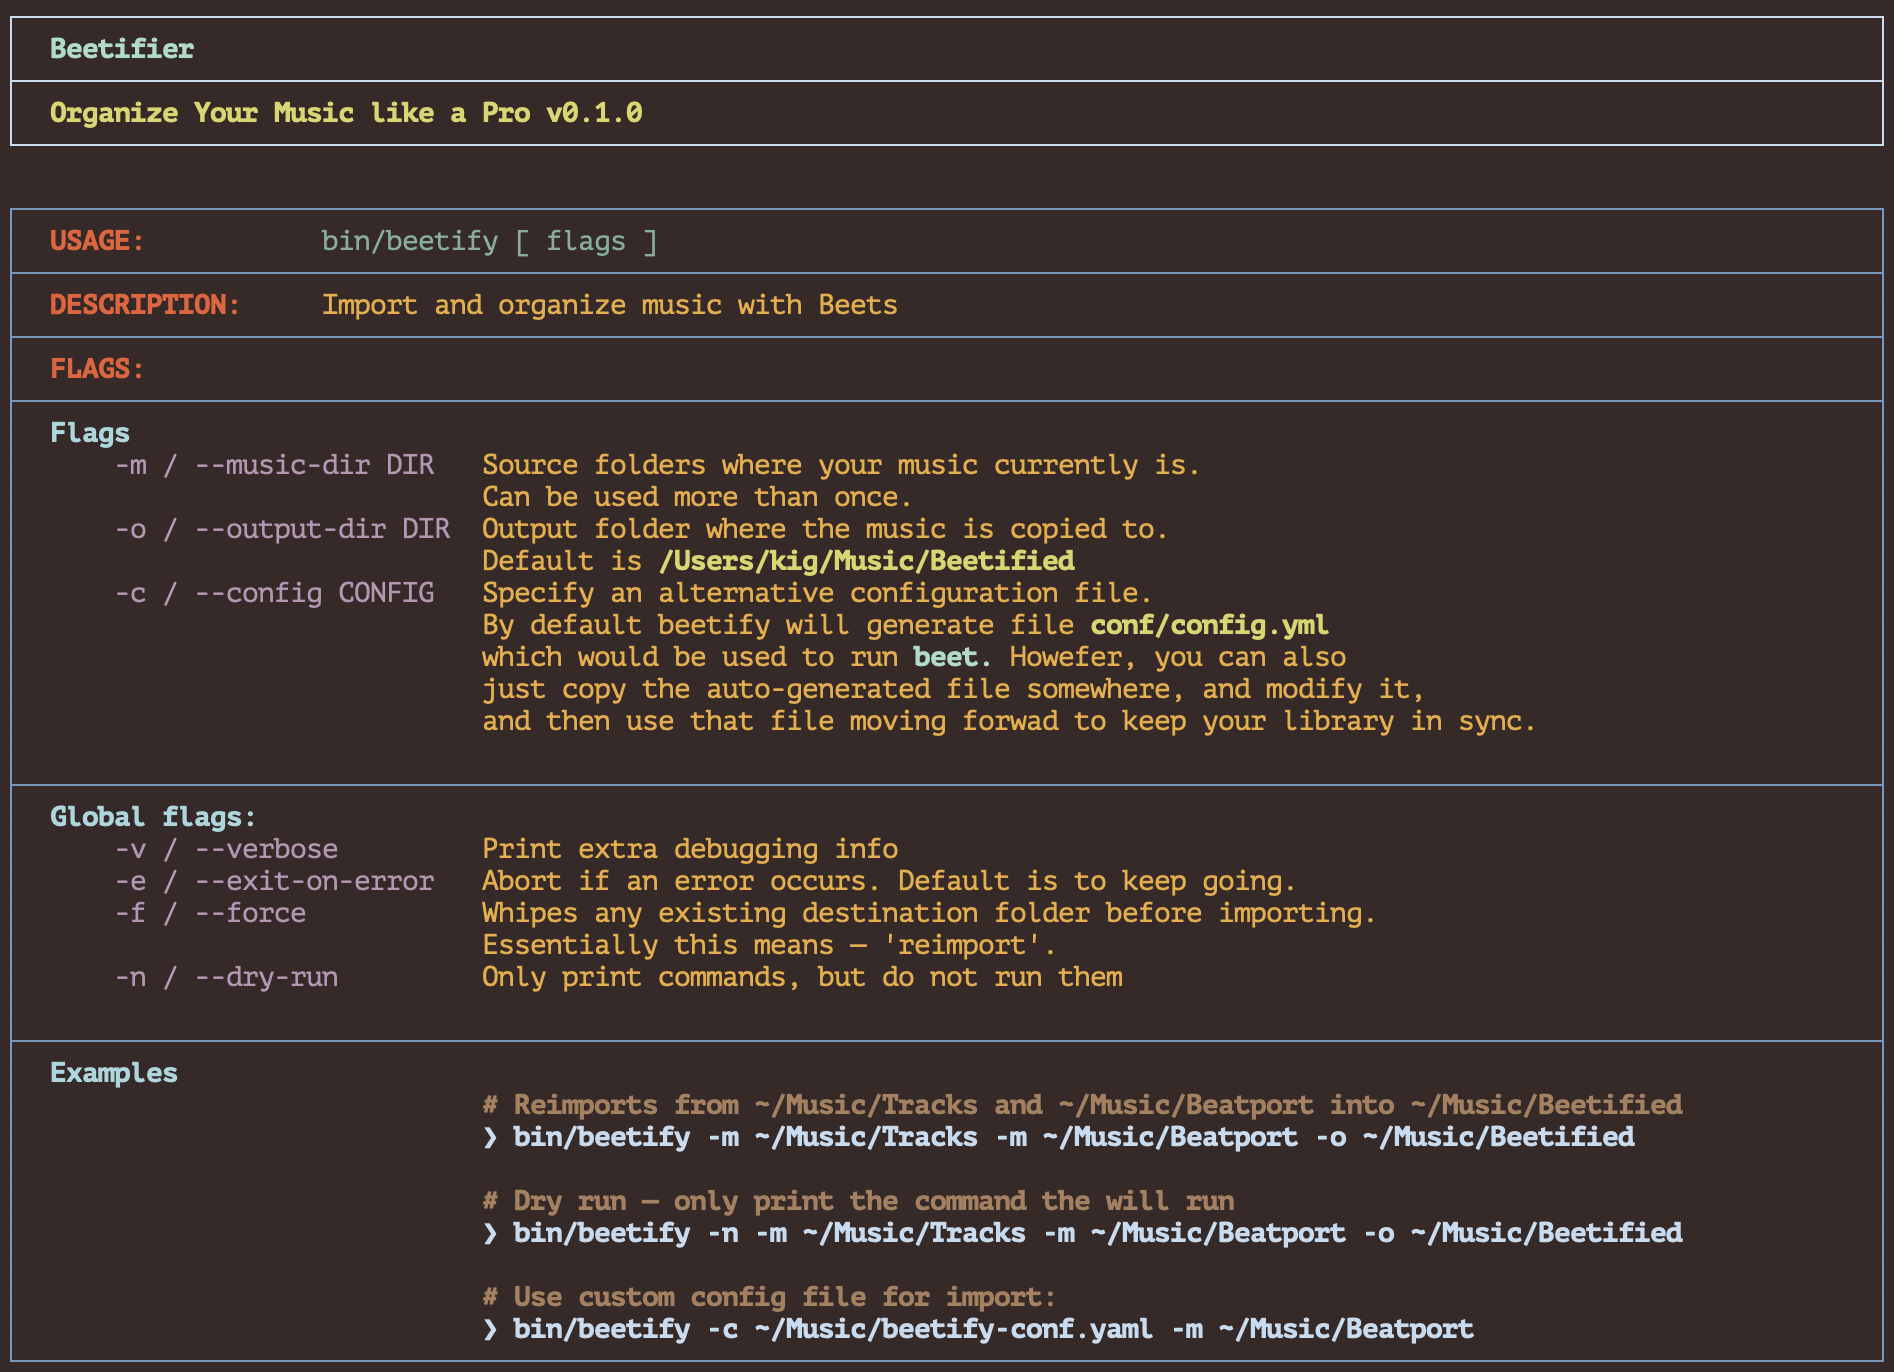 Beetifier
Organize Your Music like a Pro v0.1.0
USAGE: bin/beetify [ flags ]
DESCRIPTION: Import and organize music with Beets
FLAGS:
Flags
-m / --music-dir DIR Source folders where your music currently is.
Can be used more than once.
-o / --output-dir DIR Output folder where the music is copied to.
Default is /Users/kig/Music/Beetified
-c / --config CONFIG Specify an alternative configuration file.
By default beetify will generate file conf/config.yml
which would be used to run beet. Howefer, you can also
just copy the auto-generated file somewhere, and modify it,
and then use that file moving forwad to keep your library in sync.
Global flags:
-v / --verbose Print extra debugging info
-e / --exit-on-error Abort if an error occurs. Default is to keep going.
-f / --force Whipes any existing destination folder before importing.
Essentially this means — 'reimport'.
-n / --dry-run Only print commands, but do not run them
Examples
# Reimports from ~/Music/Tracks and ~/Music/Beatport into ~/Music/Beetified
❯ bin/beetify -m ~/Music/Tracks -m ~/Music/Beatport -o ~/Music/Beetified
# Dry run — only print the command the will run
❯ bin/beetify -n -m ~/Music/Tracks -m ~/Music/Beatport -o ~/Music/Beetified
# Use custom config file for import:
❯ bin/beetify -c ~/Music/beetify-conf.yaml -m ~/Music/Beatport